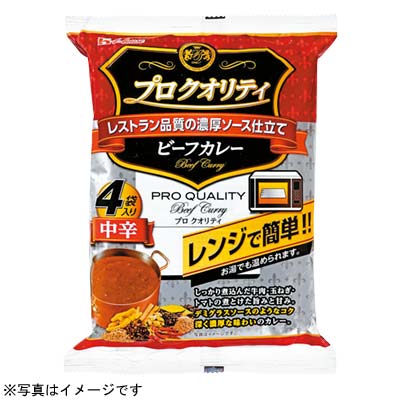 House
プロ クオリティ
レストラン品質の濃厚ソース仕立て
ビーフカレー
Beef Curry
4袋入り
中辛
PRO QUALITY
Beef Curry
プロ クオリティ
レンジで簡単!!
お湯でも温められます。
しっかり煮込んだ牛肉・玉ねぎ、
トマトの煮とけた旨みと甘み。
デミグラスソースのようなコク
深く濃厚な味わいのカレー。
※写真はイメージです